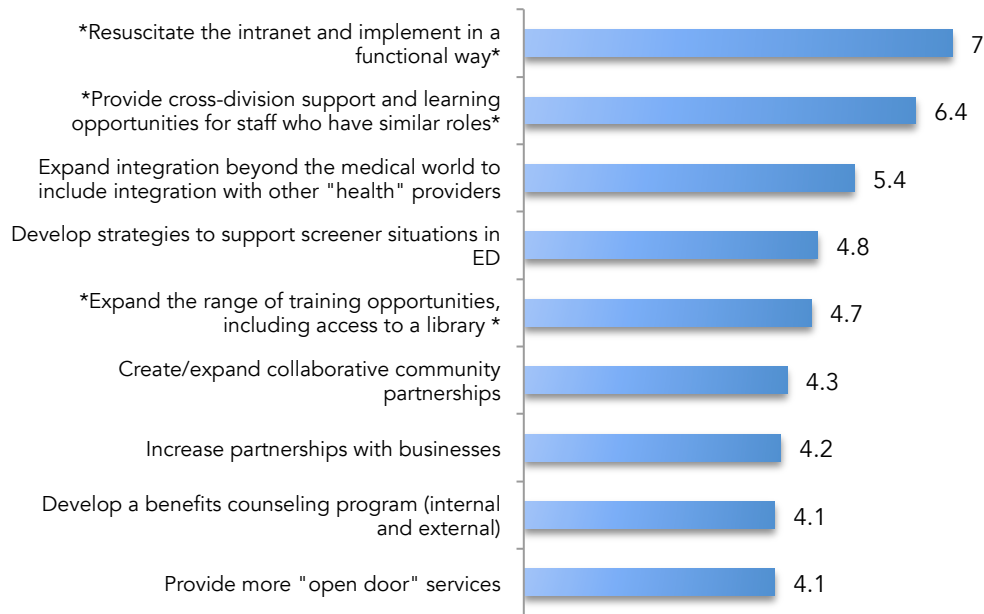 *Resuscitate the intranet and implement in a
functional way*
7
*Provide cross-division support and learning
opportunities for staff who have similar roles*
6.4
Expand integration beyond the medical world to
include integration with other "health" providers
5.4
Develop strategies to support screener situations in
ED
4.8
*Expand the range of training opportunities,
including access to a library *
4.7
Create/expand collaborative community
partnerships
4.3
Increase partnerships with businesses
4.2
Develop a benefits counseling program (internal
and external)
4.1
Provide more "open door" services
4.1